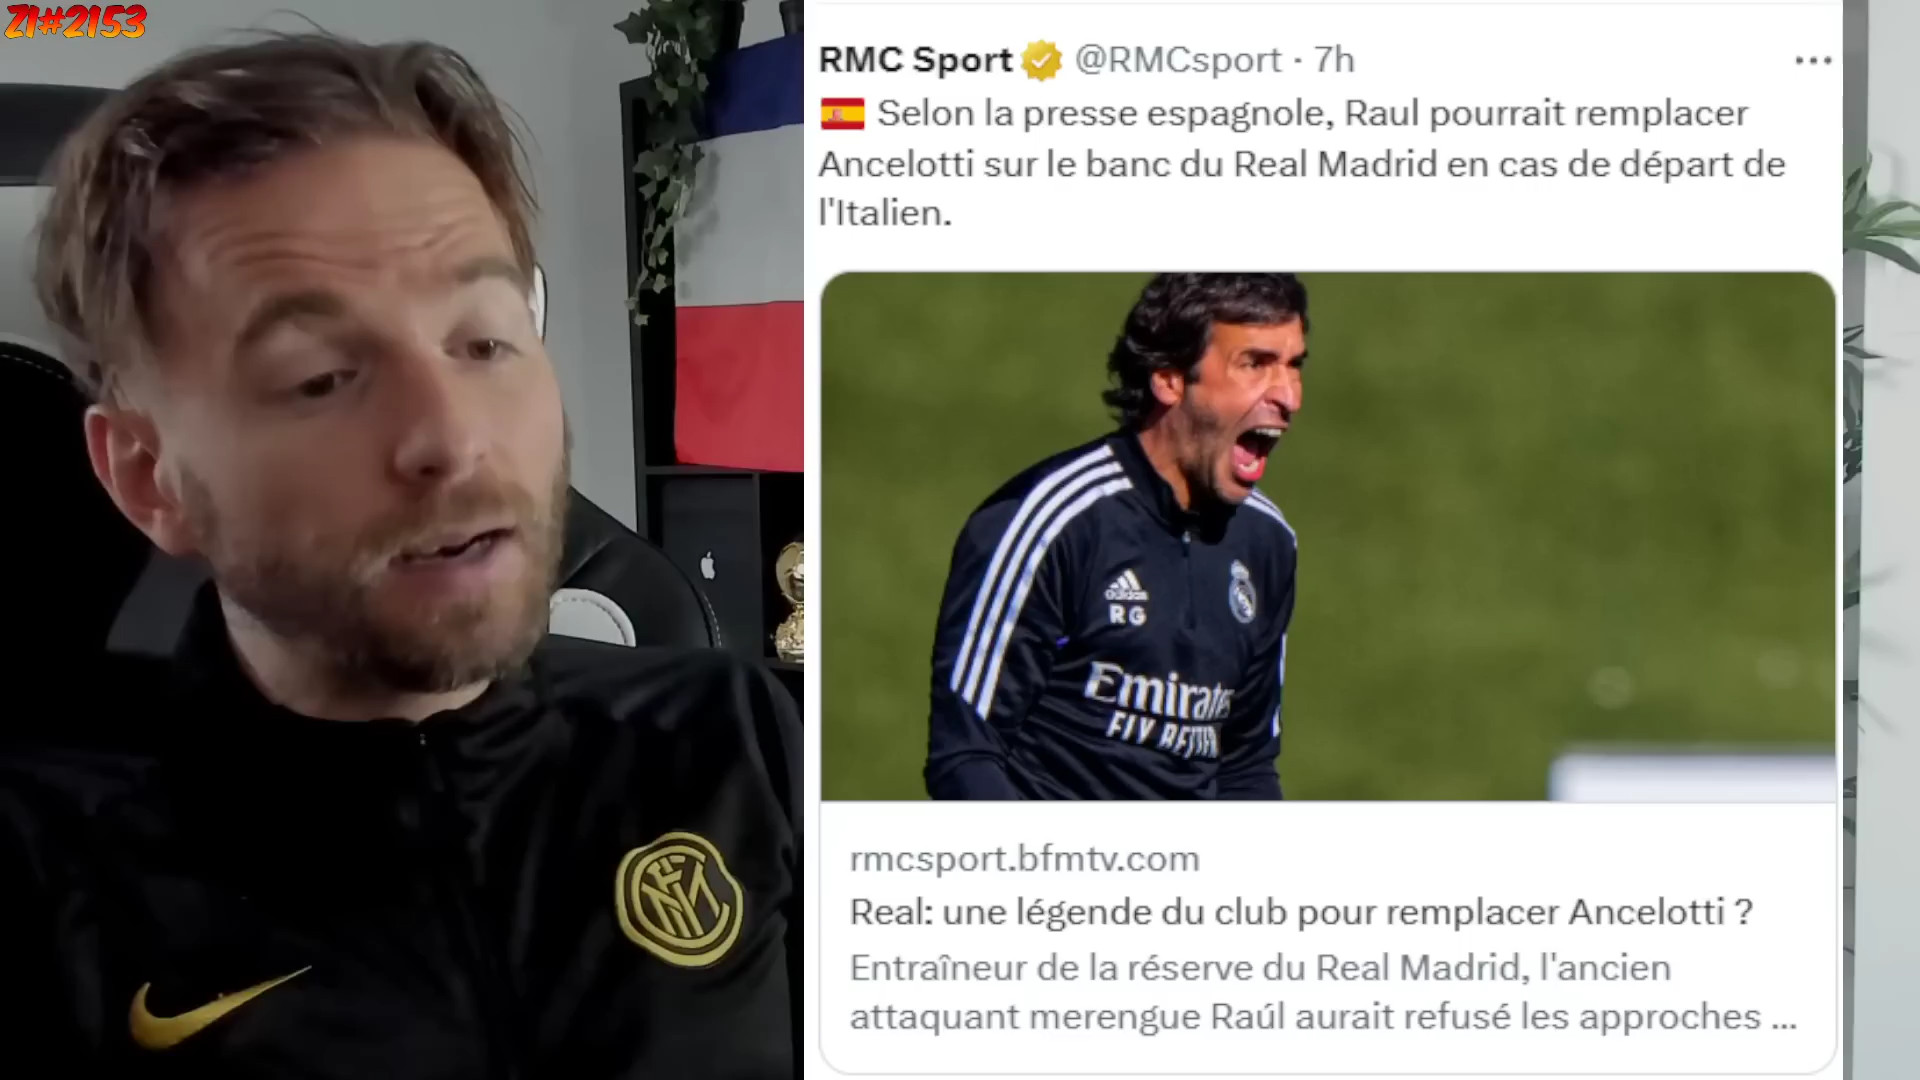 Z1#2153
RMC Sport @RMCsport · 7h
Selon la presse espagnole, Raul pourrait remplacer
Ancelotti sur le banc du Real Madrid en cas de départ de
l'Italien.
adidas
RG
Emirates
FLY BETTER
rmcsport.bfmtv.com
Real: une légende du club pour remplacer Ancelotti ?
Entraîneur de la réserve du Real Madrid, l'ancien
attaquant merengue Raúl aurait refusé les approches ...